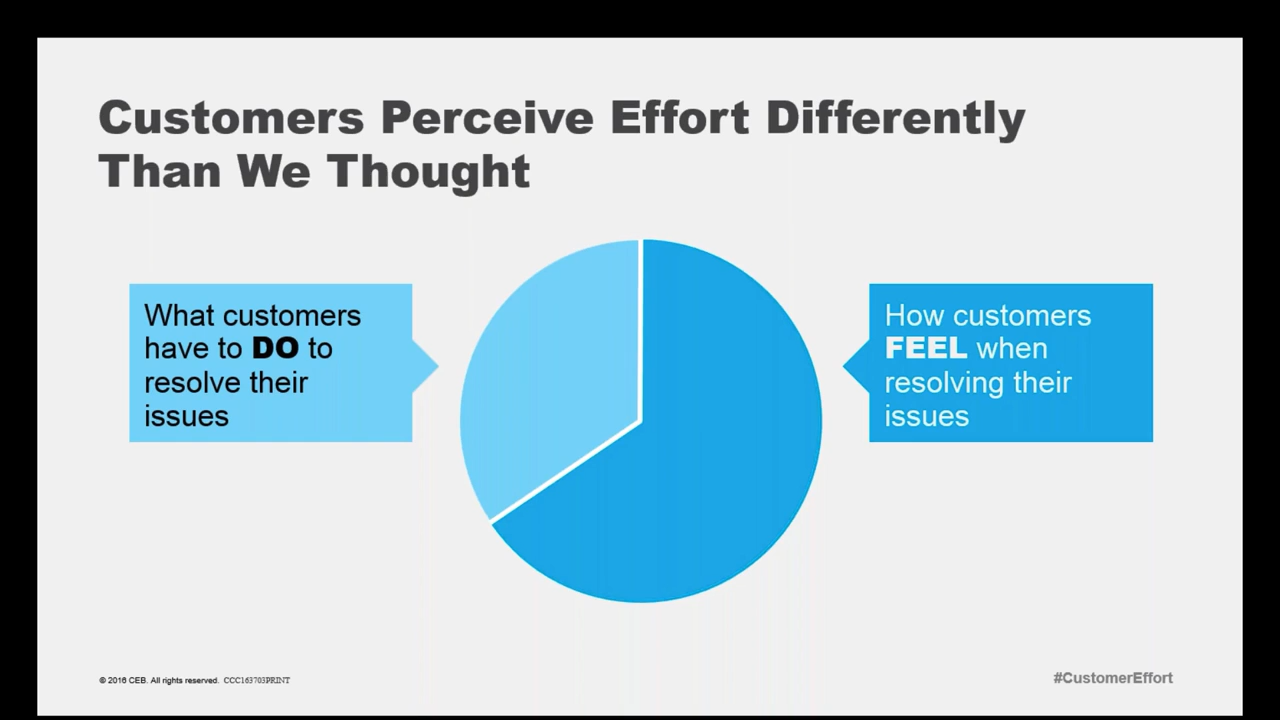 Customers Perceive Effort Differently
Than We Thought
What customers
have to DO to
resolve their
issues
How customers
FEEL when
resolving their
issues
© 2016 CEB. All rights reserved. CCC163703PRINT
#CustomerEffort